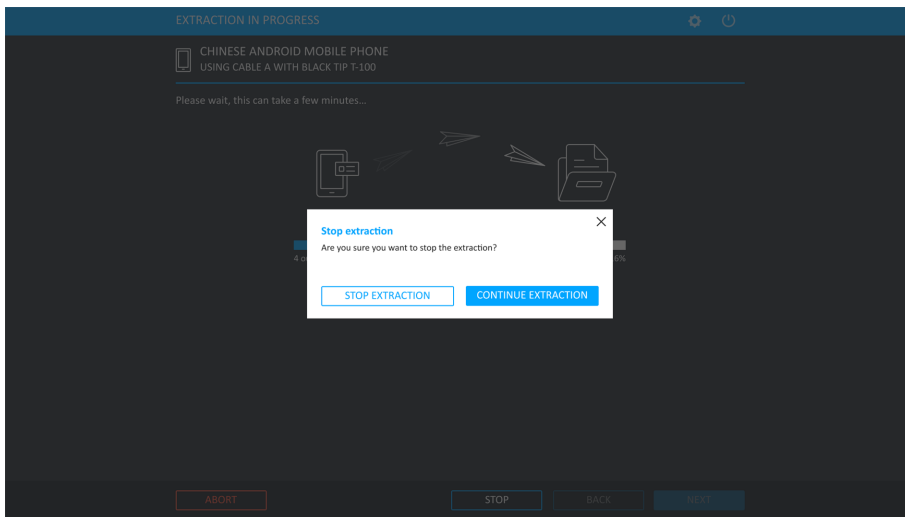 EXTRACTION IN PROGRESS
CHINESE ANDROID MOBILE PHONE
USING CABLE A WITH BLACK TIP T-100
Please wait, this can take a few minutes...
Stop extraction
Are you sure you want to stop the extraction?
4 o
6%
STOP EXTRACTION CONTINUE EXTRACTION
ABORT STOP BACK NEXT